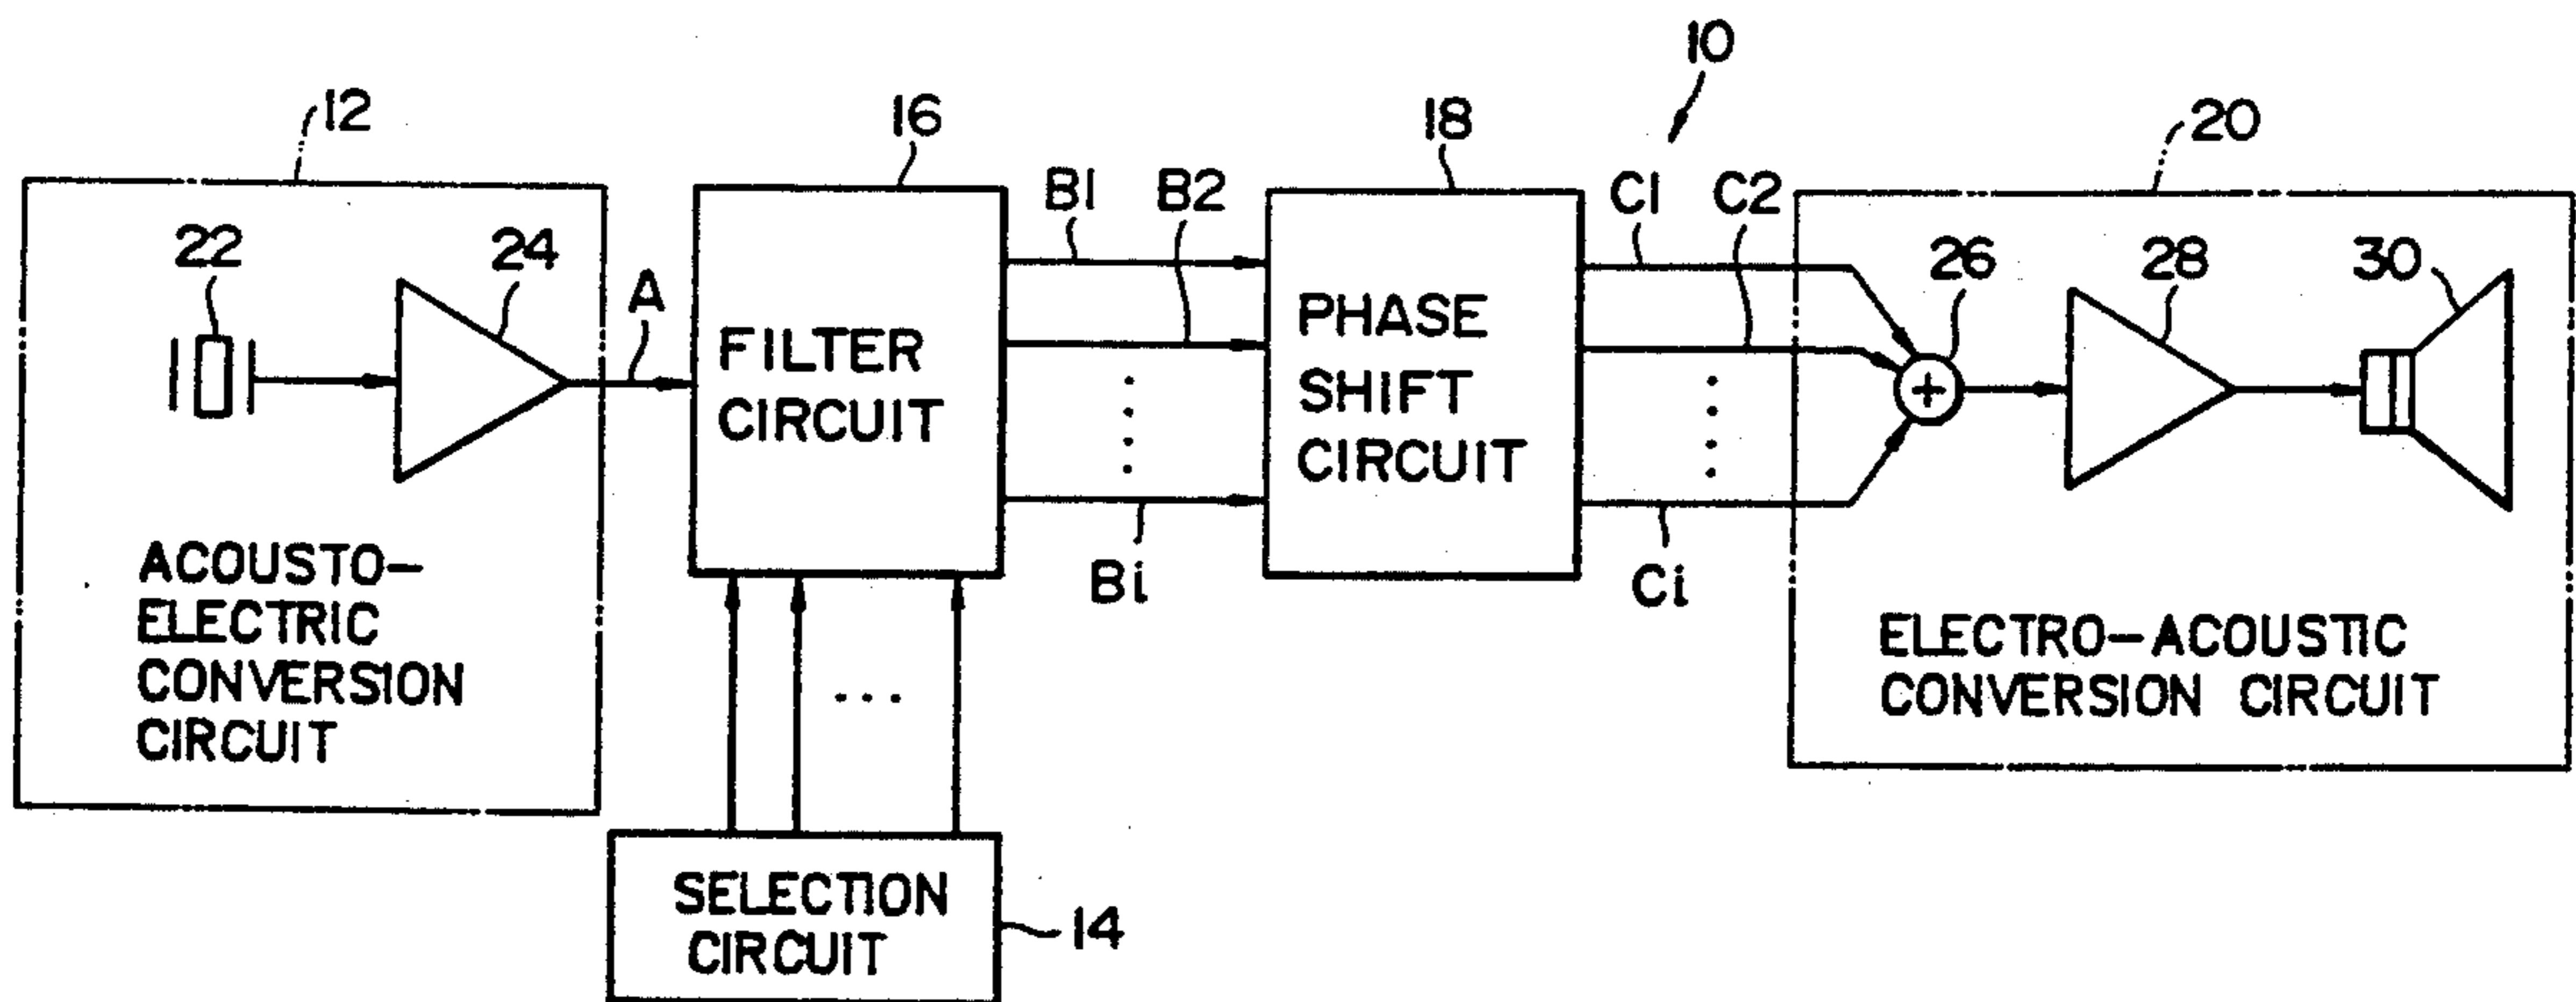 10
12
16
18
20
B1
B2
C1
C2
22
24
A
26
28
30
FILTER
CIRCUIT
PHASE
SHIFT
CIRCUIT
+
Bi
Ci
ACOUSTO-
ELECTRIC
CONVERSION
CIRCUIT
ELECTRO-ACOUSTIC
CONVERSION CIRCUIT
SELECTION
CIRCUIT
14